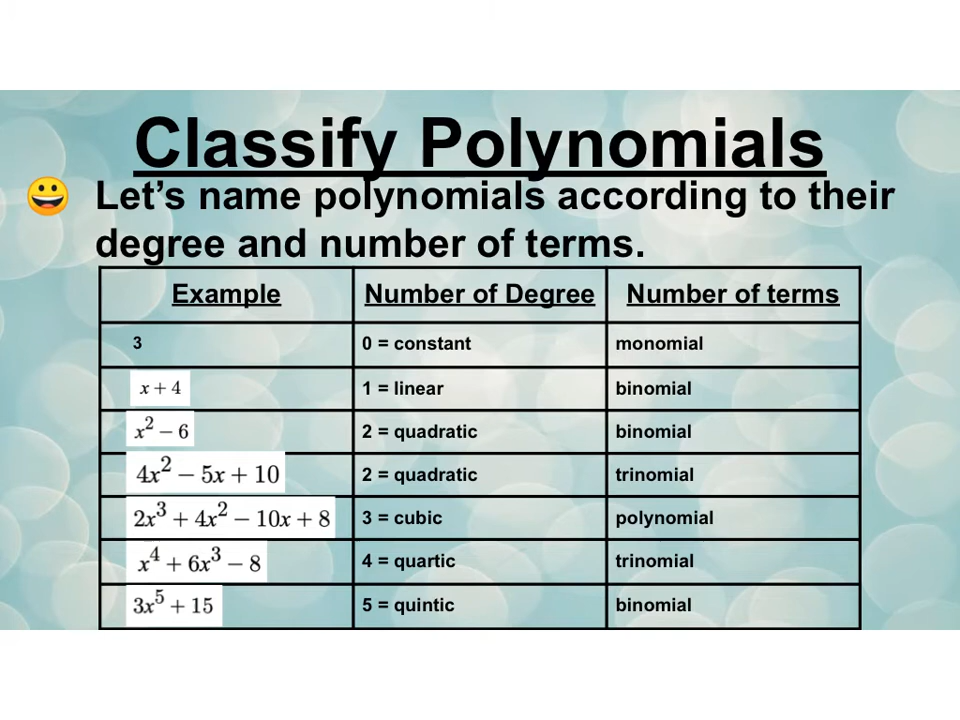 Classify Polynomials
😀 Let’s name polynomials according to their
degree and number of terms.
Example Number of Degree Number of terms
3 0 = constant monomial
x + 4 1 = linear binomial
x² − 6 2 = quadratic binomial
4x² − 5x + 10 2 = quadratic trinomial
2x³ + 4x² − 10x + 8 3 = cubic polynomial
x⁴ + 6x³ − 8 4 = quartic trinomial
3x⁵ + 15 5 = quintic binomial